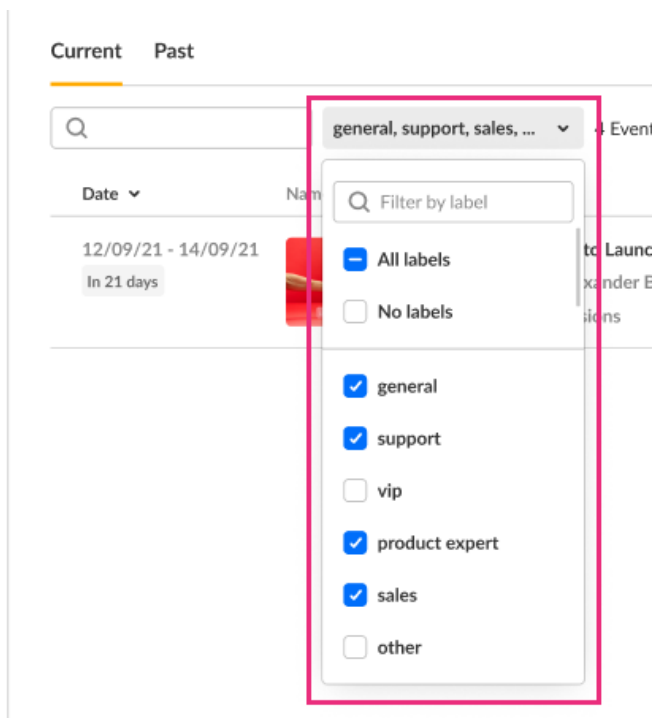 Current Past
general, support, sales, ...
Date
12/09/21 - 14/09/21
In 21 days
Filter by label
All labels
No labels
general
support
vip
product expert
sales
other